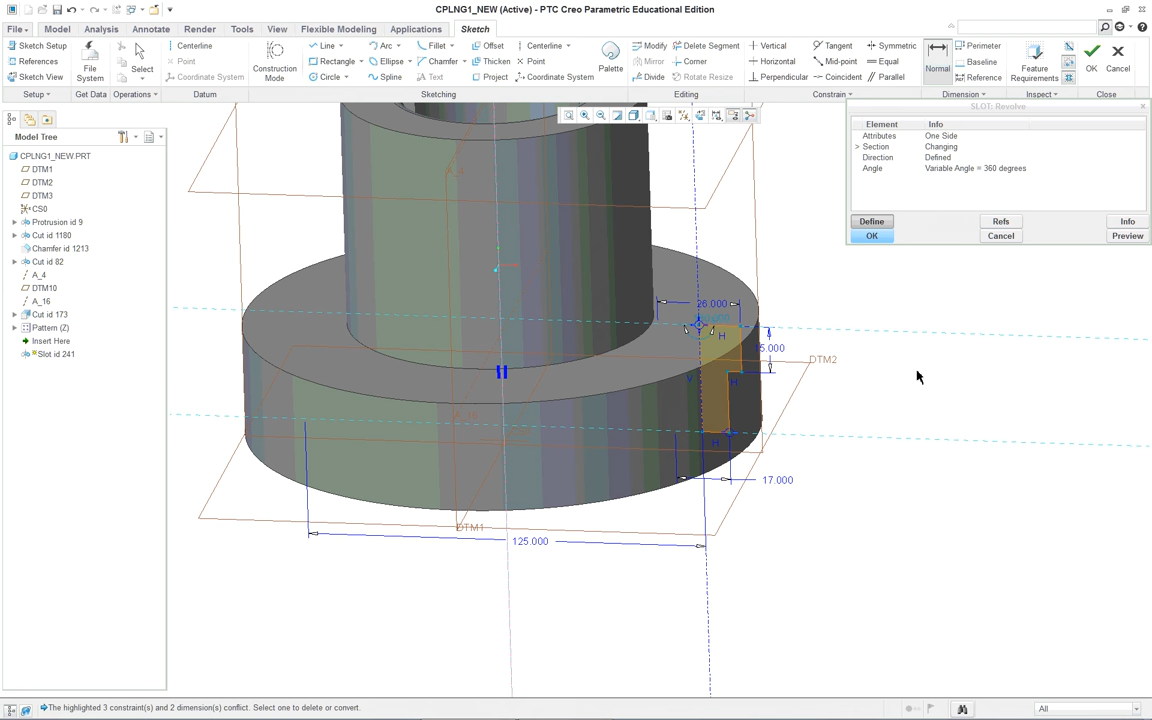 CPLNG1_NEW (Active) - PTC Creo Parametric Educational Edition
File Model Analysis Annotate Render Tools View Flexible Modeling Applications Sketch
Sketch Setup
References
Sketch View
Setup
File System
Get Data
Select
Operations
Centerline
Point
Coordinate System
Datum
Construction Mode
Line Arc Fillet Offset Centerline
Rectangle Ellipse Chamfer Thicken Point
Circle Spline Text Project Coordinate System
Palette
Sketching
Modify Delete Segment
Mirror Corner
Divide Rotate Resize
Editing
Vertical Tangent Symmetric
Horizontal Mid-point Equal
Perpendicular Coincident Parallel
Constrain
Normal
Perimeter
Baseline
Reference
Dimension
Feature Requirements
Inspect
OK Cancel
Close
Model Tree
CPLNG1_NEW.PRT
DTM1
DTM2
DTM3
CS0
Protrusion id 9
Cut id 1180
Chamfer id 1213
Cut id 82
A_4
DTM10
A_16
Cut id 173
Pattern (Z)
Insert Here
Slot id 241
SLOT: Revolve
Element Info
Attributes One Side
> Section Changing
Direction Defined
Angle Variable Angle = 360 degrees
Define Refs Info
OK Cancel Preview
A_4
26.000
H
5.000
DTM2
V
H
H
17.000
DTM1
125.000
The highlighted 3 constraint(s) and 2 dimension(s) conflict. Select one to delete or convert.
All